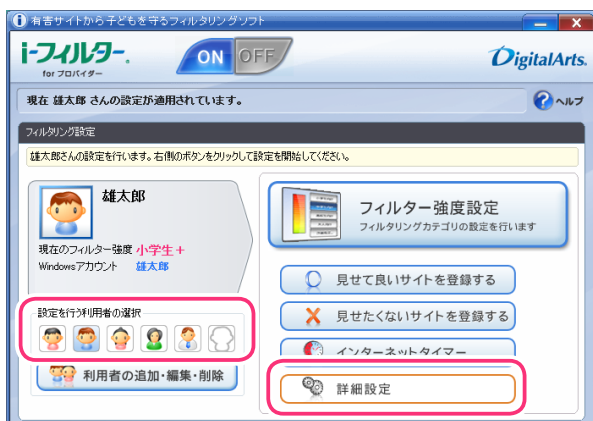 有害サイトから子どもを守るフィルタリングソフト
i-フィルター®
for プロバイダー
ON OFF
DigitalArts®
現在 雄太郎 さんの設定が適用されています。
ヘルプ
フィルタリング設定
雄太郎さんの設定を行います。右側のボタンをクリックして設定を開始してください。
雄太郎
現在のフィルター強度 小学生+
Windowsアカウント 雄太郎
設定を行う利用者の選択
利用者の追加・編集・削除
フィルター強度設定
フィルタリングカテゴリの設定を行います
見せて良いサイトを登録する
見せたくないサイトを登録する
インターネットタイマー
詳細設定